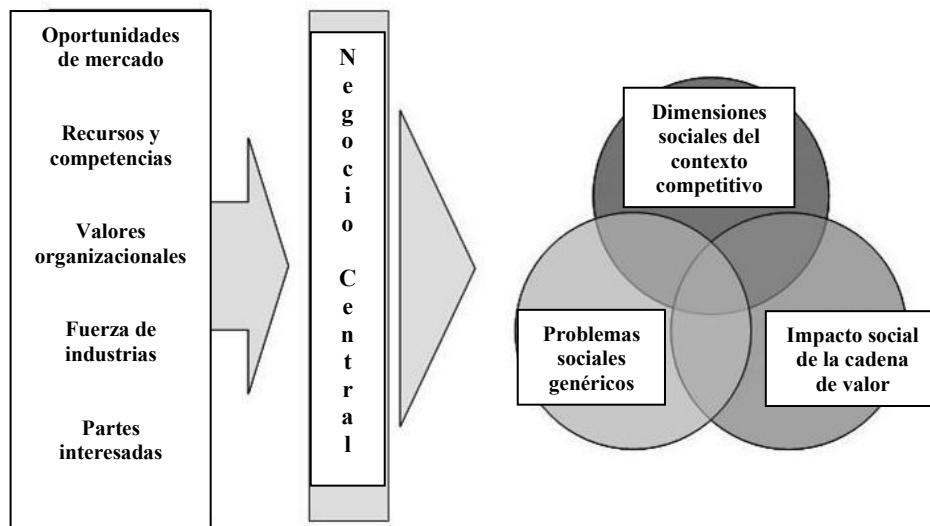 Oportunidades
de mercado
Recursos y
competencias
Valores
organizacionales
Fuerza de
industrias
Partes
interesadas
N
e
g
o
c
i
o
C
e
n
t
r
a
l
Dimensiones
sociales del
contexto
competitivo
Problemas
sociales
genéricos
Impacto social
de la cadena
de valor